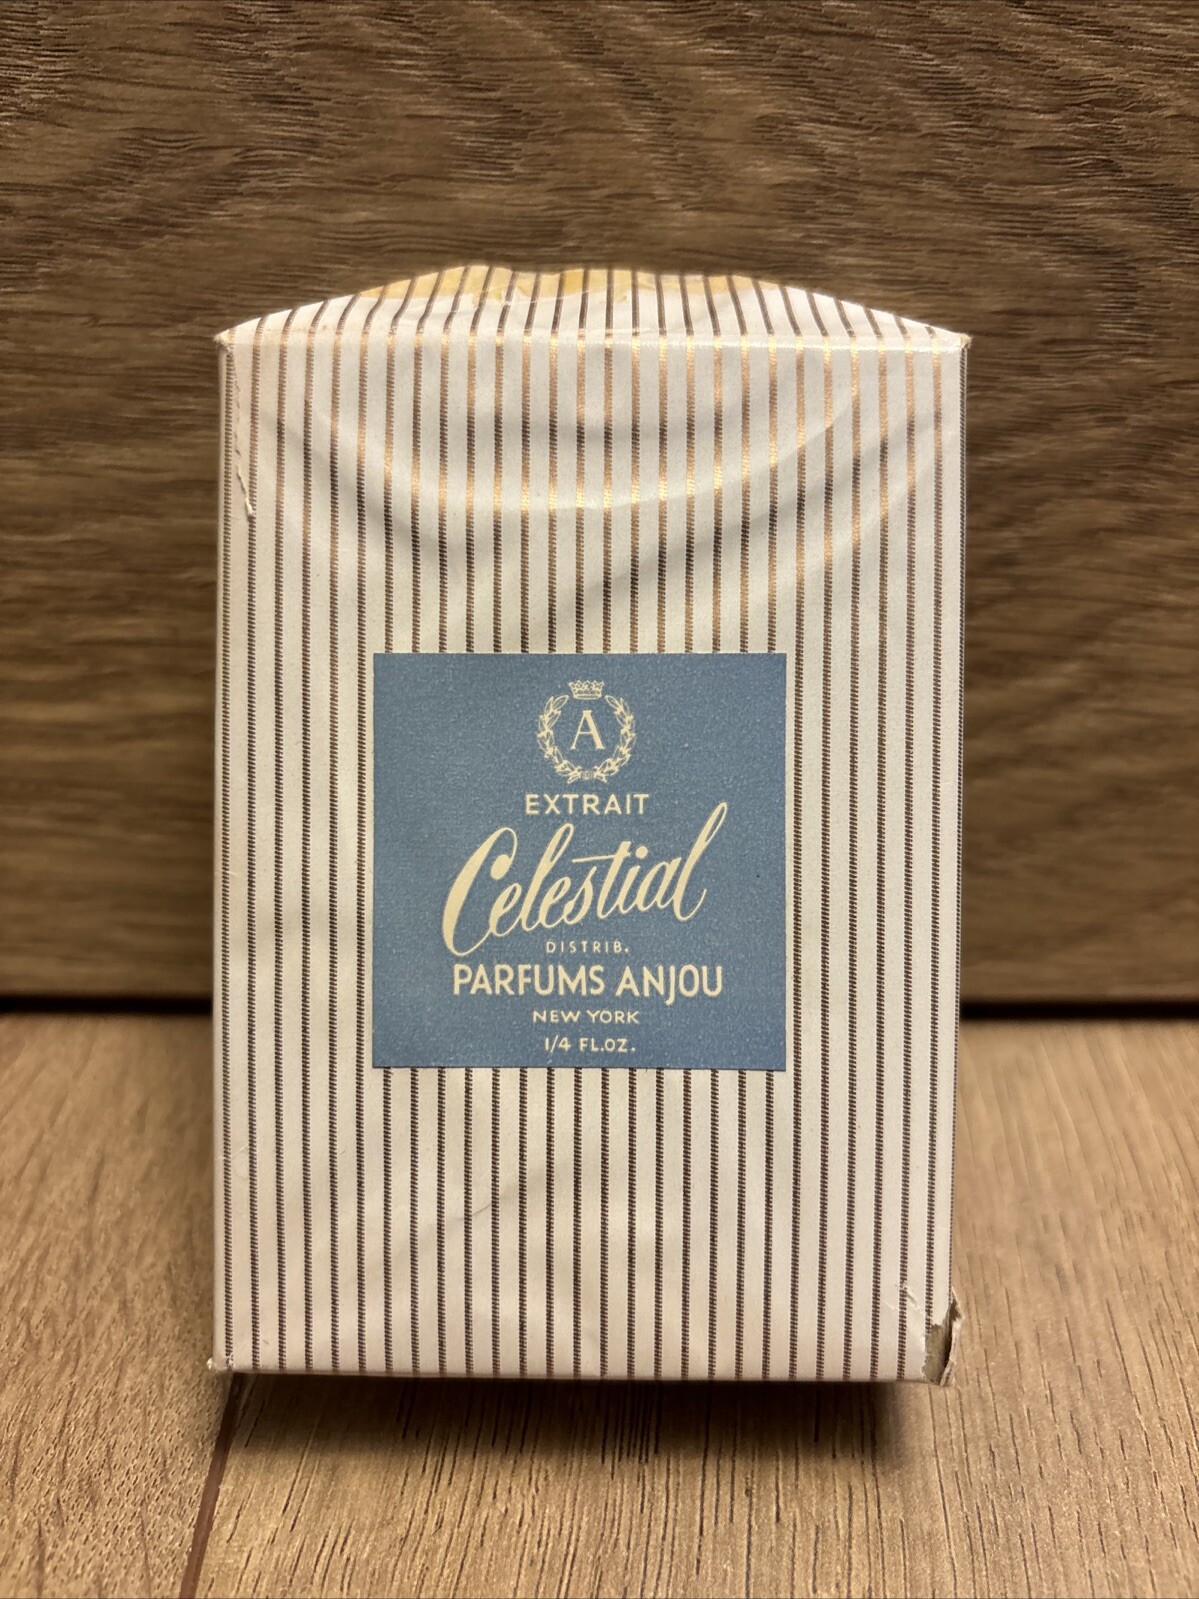 A
EXTRAIT
Celestial
DISTRIB.
PARFUMS ANJOU
NEW YORK
1/4 FL.OZ.